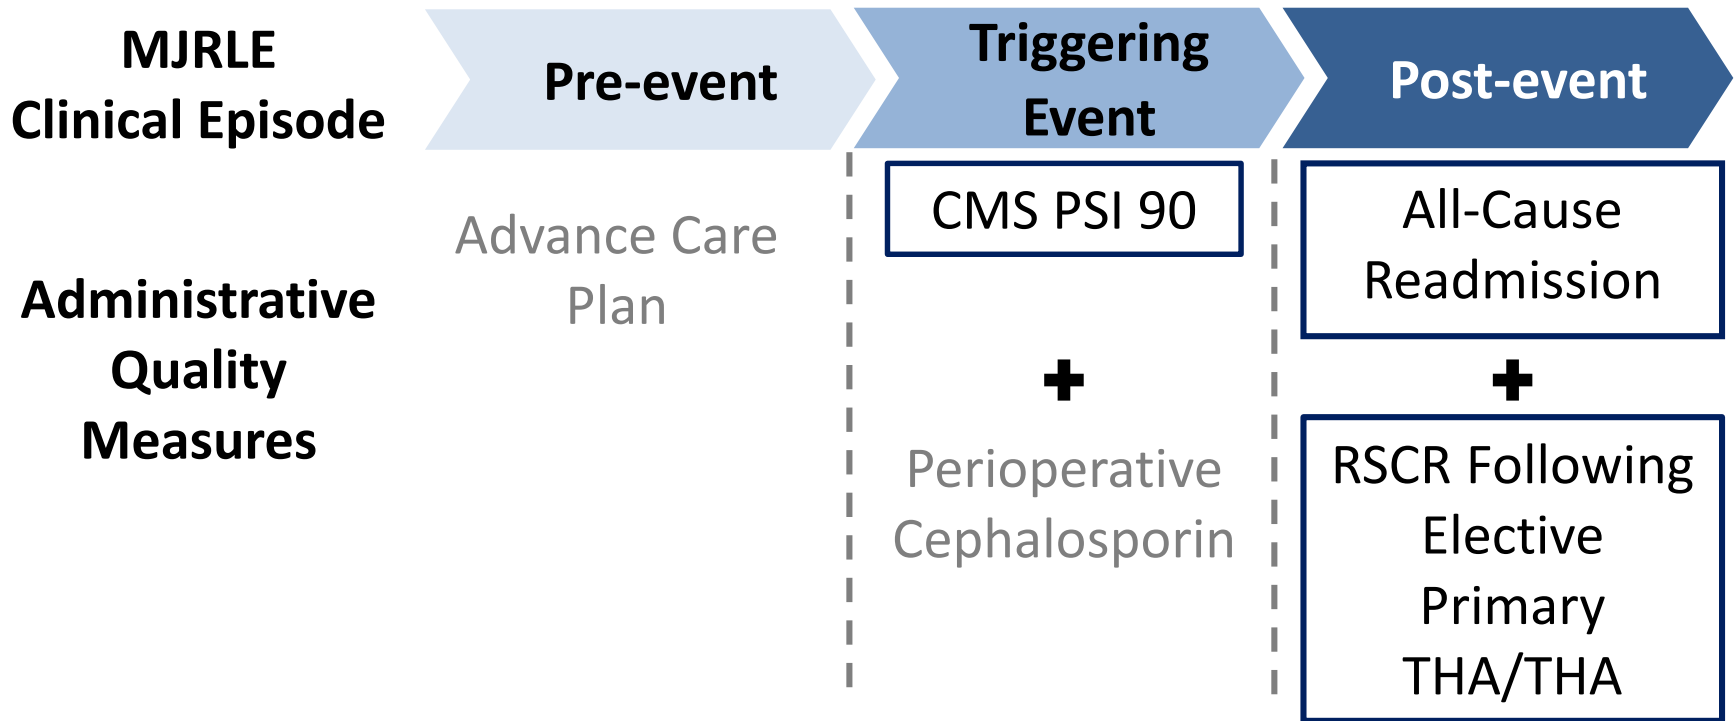 MJRLE
Clinical Episode
Pre-event
Triggering
Event
Post-event
Administrative
Quality
Measures
Advance Care
Plan
CMS PSI 90
+
Perioperative
Cephalosporin
All-Cause
Readmission
+
RSCR Following
Elective
Primary
THA/THA